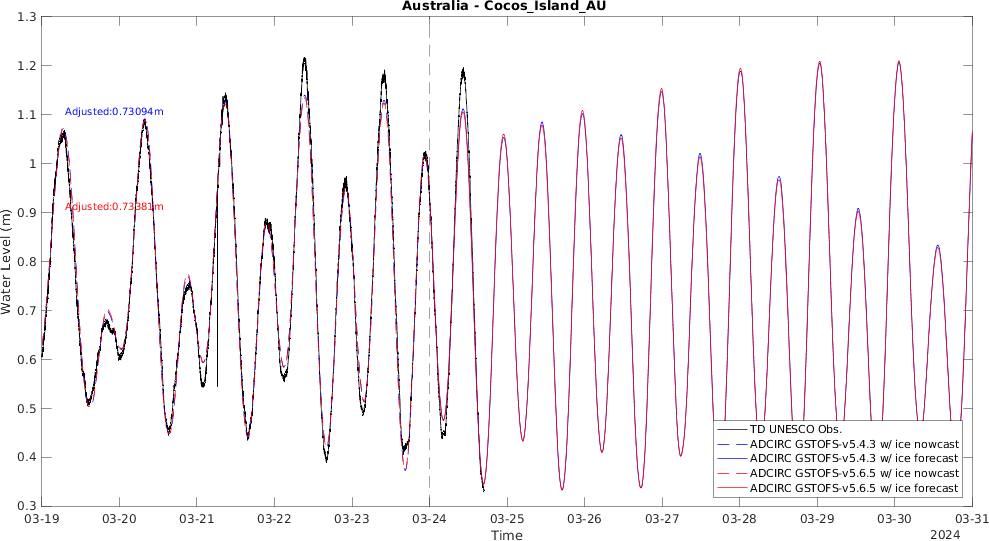 Australia - Cocos_Island_AU
1.3
1.2
1.1
1
0.9
0.8
0.7
0.6
0.5
0.4
0.3
Water Level (m)
Adjusted:0.73094m
Adjusted:0.73381m
TD UNESCO Obs.
ADCIRC GSTOFS-v5.4.3 w/ ice nowcast
ADCIRC GSTOFS-v5.4.3 w/ ice forecast
ADCIRC GSTOFS-v5.6.5 w/ ice nowcast
ADCIRC GSTOFS-v5.6.5 w/ ice forecast
03-19 03-20 03-21 03-22 03-23 03-24 03-25 03-26 03-27 03-28 03-29 03-30 03-31
Time
2024